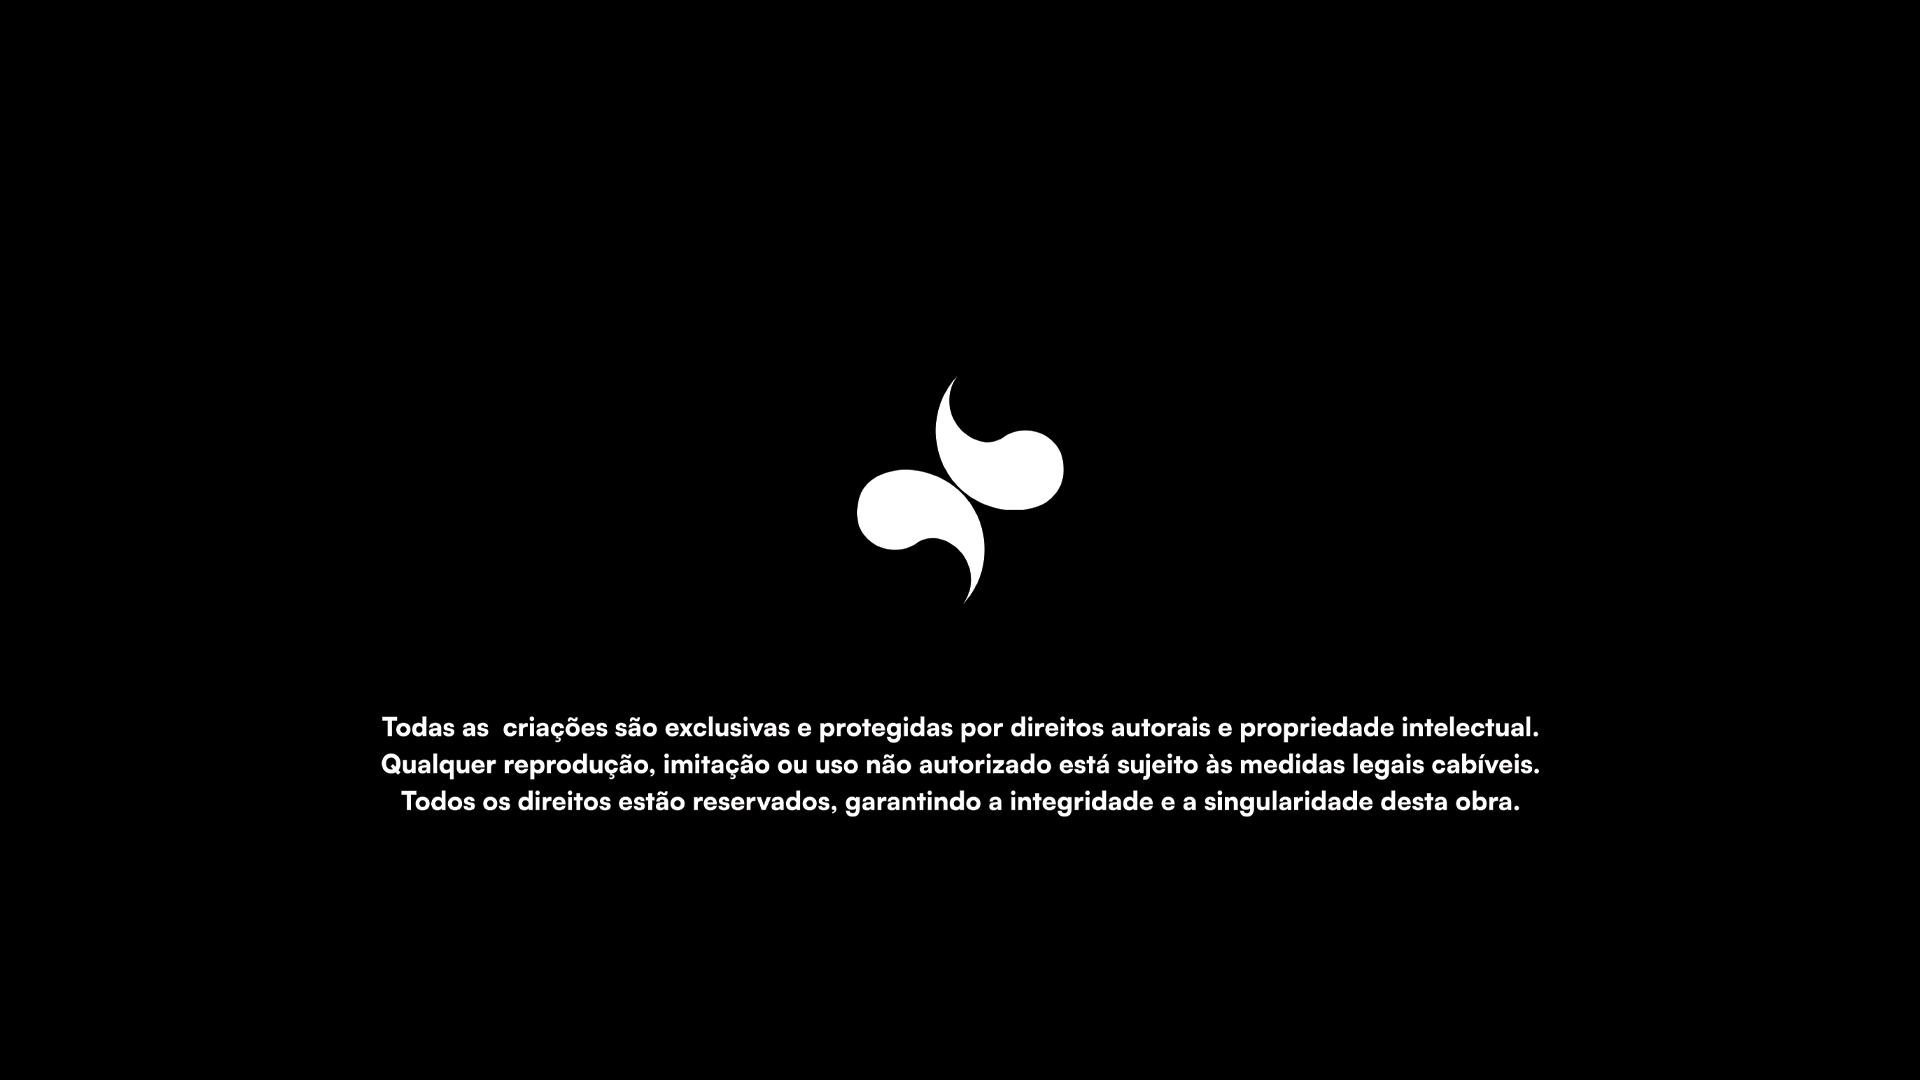 Todas as  criações são exclusivas e protegidas por direitos autorais e propriedade intelectual.
Qualquer reprodução, imitação ou uso não autorizado está sujeito às medidas legais cabíveis.
Todos os direitos estão reservados, garantindo a integridade e a singularidade desta obra.